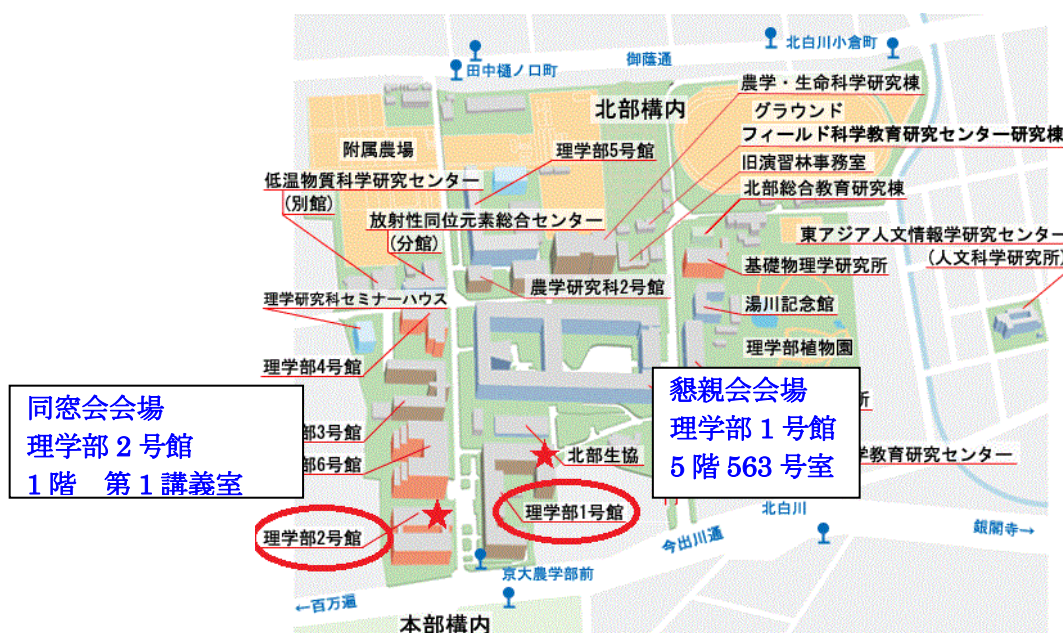 北白川小倉町
御蔭通
田中樋ノ口町
農学・生命科学研究棟
北部構内
グラウンド
フィールド科学教育研究センター研究棟
附属農場
理学部5号館
旧演習林事務室
低温物質科学研究センター
(別館)
北部総合教育研究棟
放射性同位元素総合センター
(分館)
東アジア人文情報学研究センター
(人文科学研究所)
基礎物理学研究所
農学研究科2号館
理学研究科セミナーハウス
湯川記念館
理学部植物園
理学部4号館
同窓会会場
理学部2号館
1階 第1講義室
懇親会会場
理学部1号館
5階563号室
所
部3号館
北部生協
部6号館
学教育研究センター
理学部1号館
北白川
理学部2号館
今出川通
銀閣寺→
京大農学部前
←百万遍
本部構内